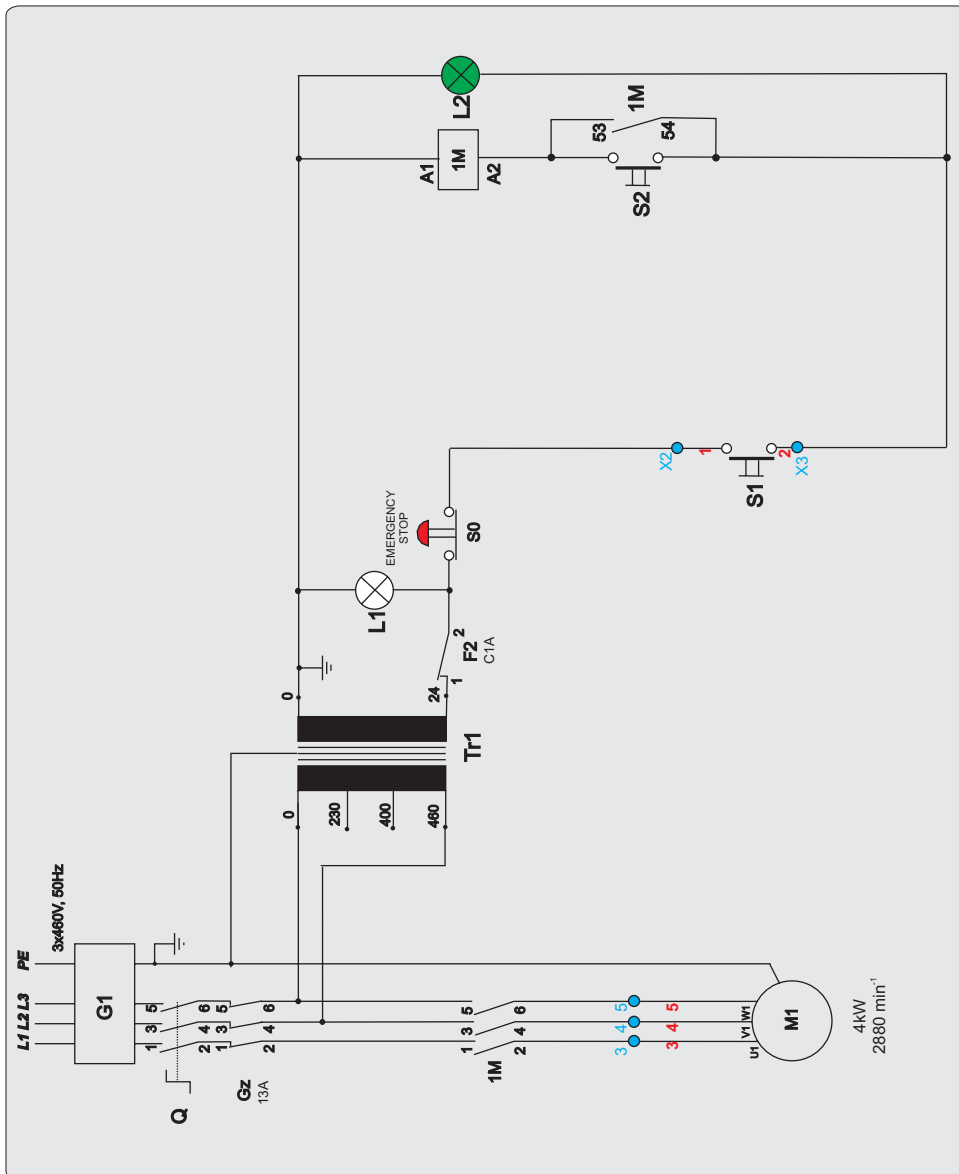 L1 L2 L3 PE
3x460V, 50Hz
G1
1 3 5
2 4 6
Q
1 3 5
2 4 6
Gz
13A
0
230
400
460
Tr1
0
24
1
2
F2
C1A
L1
EMERGENCY
STOP
S0
X2
1
2
X3
S1
L2
A1
1M
A2
53
1M
54
S2
1 3 5
2 4 6
1M
3 4 5
3 4 5
U1 V1 W1
M1
4kW
2880 min-1